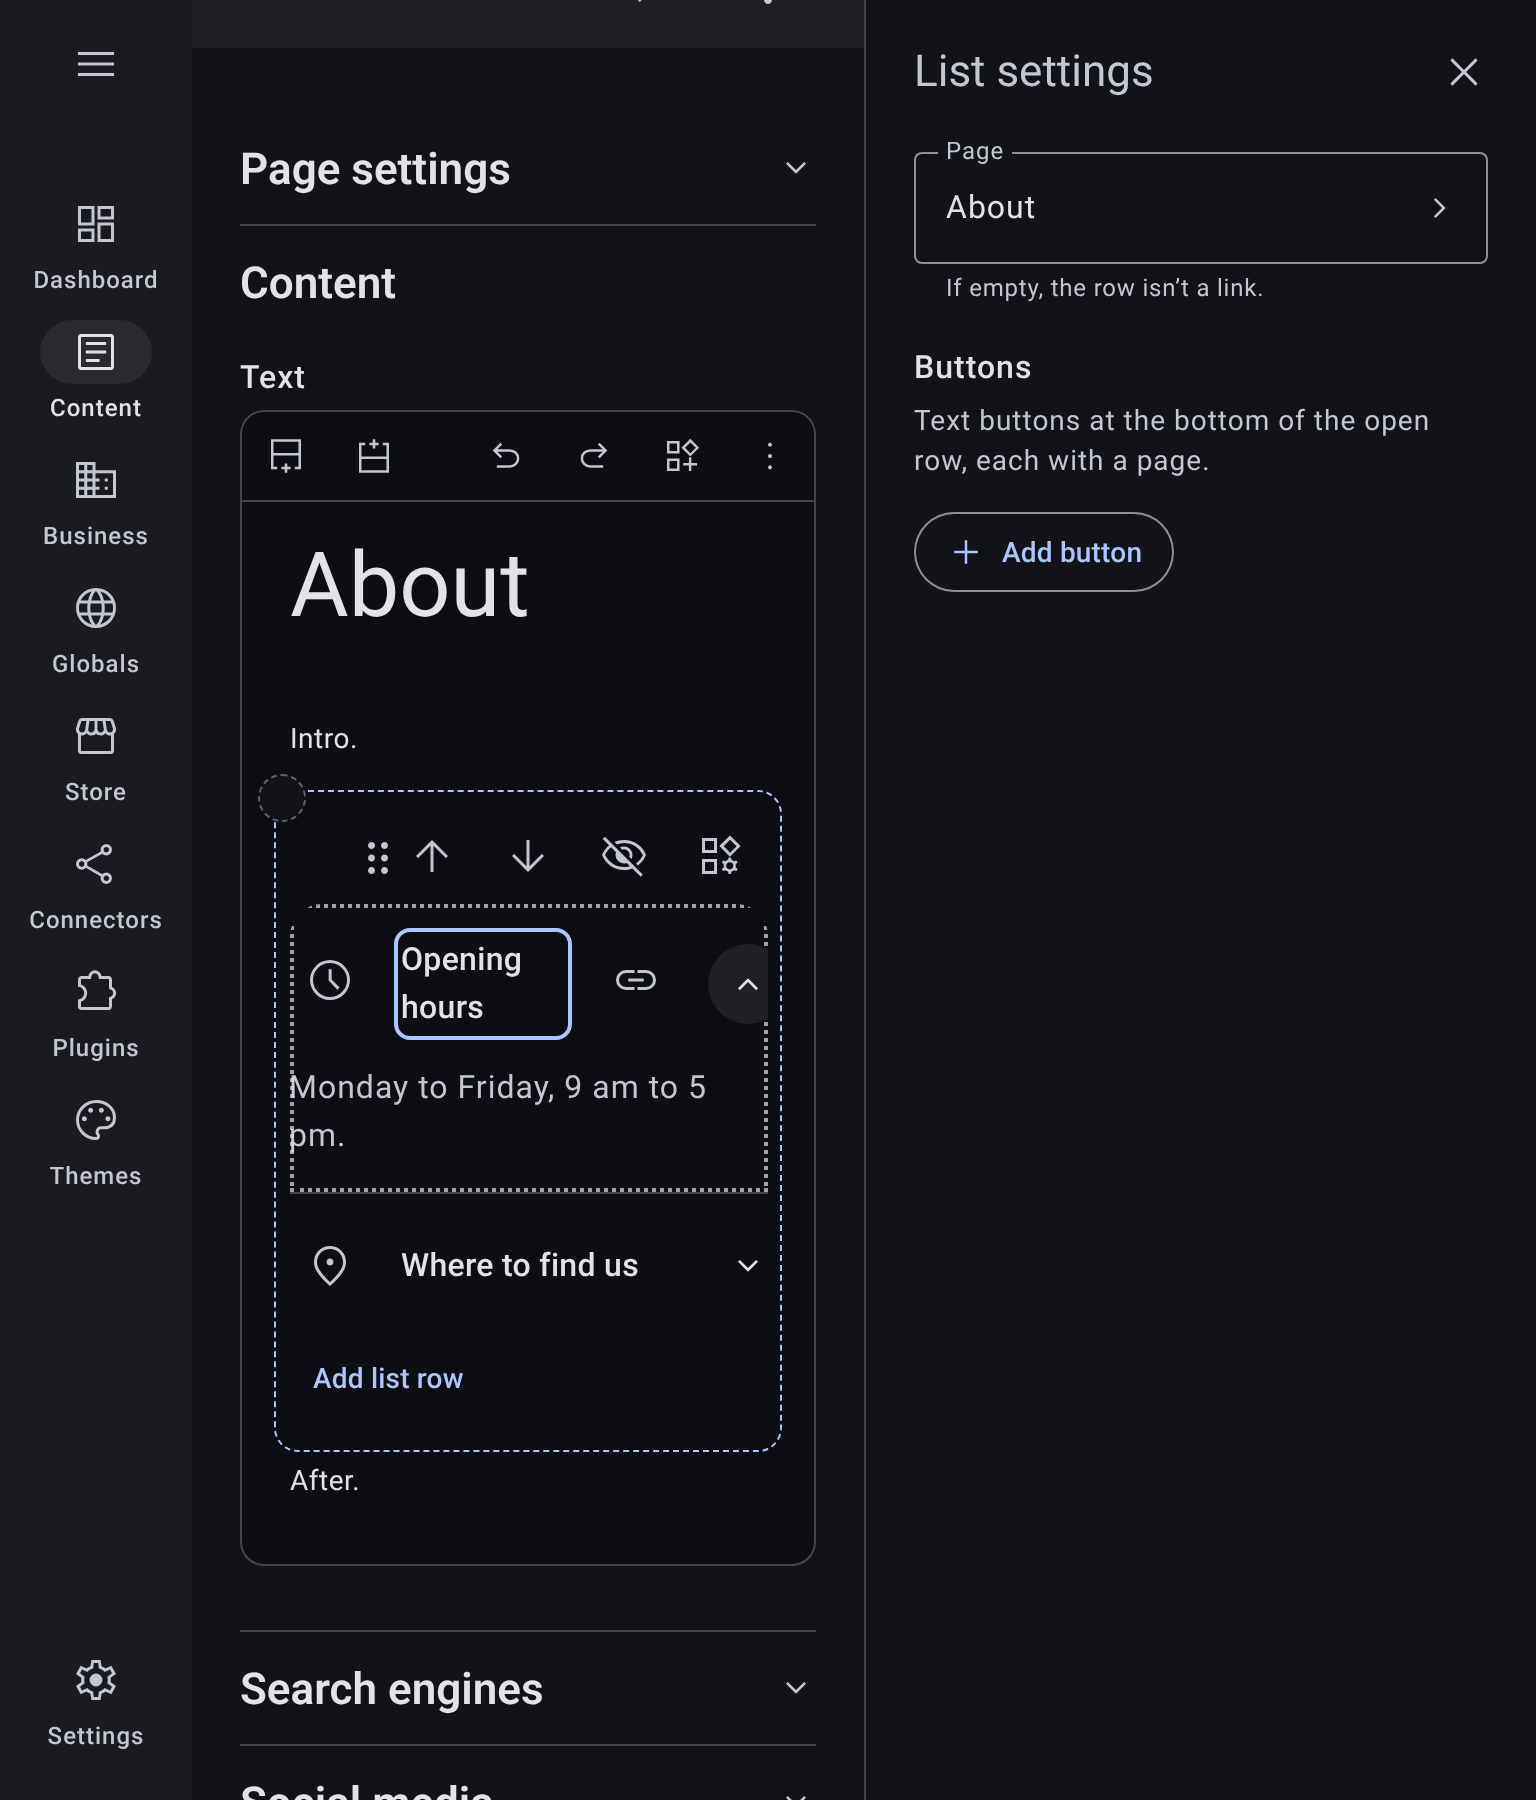 Dashboard
Content
Business
Globals
Store
Connectors
Plugins
Themes
Settings
Page settings
Content
Text
About
Intro.
Opening
hours
Monday to Friday, 9 am to 5
pm.
Where to find us
Add list row
After.
Search engines
Social media
List settings
Page
About
If empty, the row isn’t a link.
Buttons
Text buttons at the bottom of the open
row, each with a page.
Add button